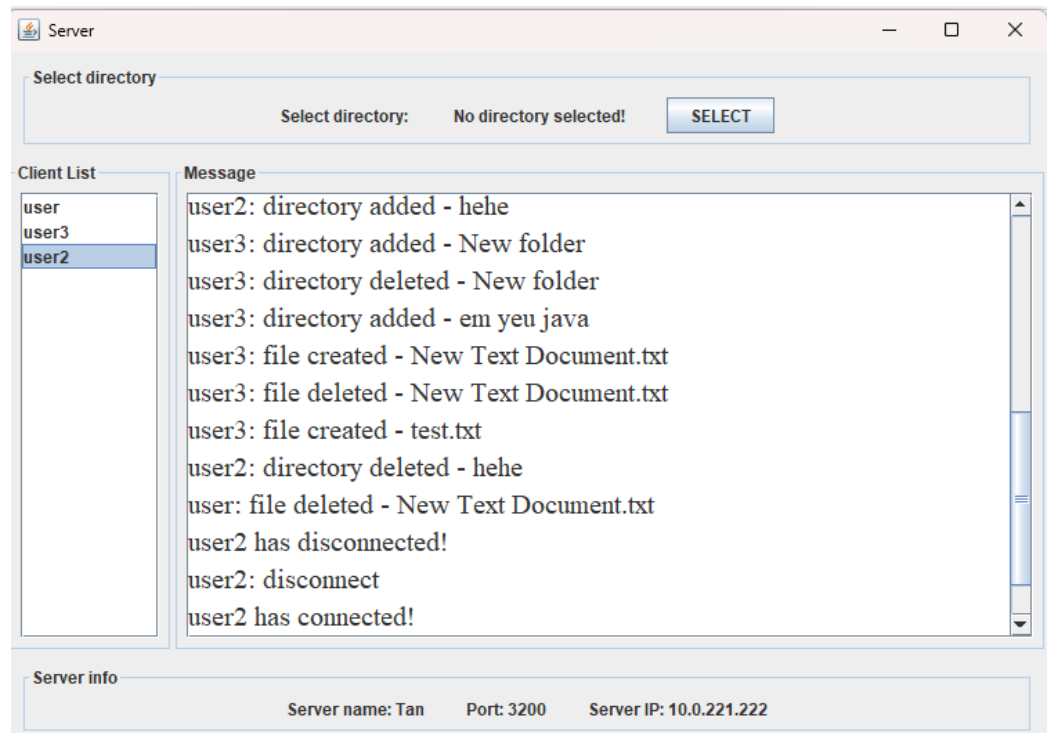 Server
Select directory
Select directory: No directory selected! SELECT
Client List
user
user3
user2
Message
user2: directory added - hehe
user3: directory added - New folder
user3: directory deleted - New folder
user3: directory added - em yeu java
user3: file created - New Text Document.txt
user3: file deleted - New Text Document.txt
user3: file created - test.txt
user2: directory deleted - hehe
user: file deleted - New Text Document.txt
user2 has disconnected!
user2: disconnect
user2 has connected!
Server info
Server name: Tan Port: 3200 Server IP: 10.0.221.222